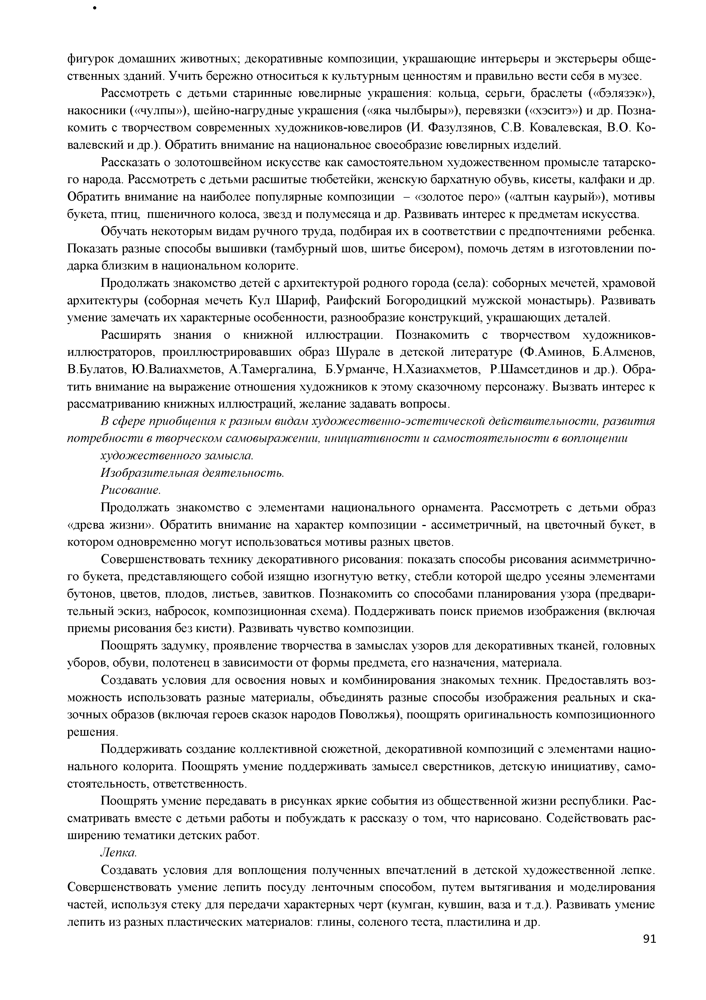 •
фигурок домашних животных; декоративные композиции, украшающие интерьеры и экстерьеры обще-
ственных зданий. Учить бережно относиться к культурным ценностям и правильно вести себя в музее.
Рассмотреть с детьми старинные ювелирные украшения: кольца, серьги, браслеты («бэлязэк»),
накосники («чулпы»), шейно-нагрудные украшения («яка чылбыры»), перевязки («хэситэ») и др. Позна-
комить с творчеством современных художников-ювелиров (И. Фазулзянов, С.В. Ковалевская, В.О. Ко-
валевский и др.). Обратить внимание на национальное своеобразие ювелирных изделий.
Рассказать о золотошвейном искусстве как самостоятельном художественном промысле татарско-
го народа. Рассмотреть с детьми расшитые тюбетейки, женскую бархатную обувь, кисеты, калфаки и др.
Обратить внимание на наиболее популярные композиции – «золотое перо» («алтын каурый»), мотивы
букета, птиц, пшеничного колоса, звезд и полумесяца и др. Развивать интерес к предметам искусства.
Обучать некоторым видам ручного труда, подбирая их в соответствии с предпочтениями ребенка.
Показать разные способы вышивки (тамбурный шов, шитье бисером), помочь детям в изготовлении по-
дарка близким в национальном колорите.
Продолжать знакомство детей с архитектурой родного города (села): соборных мечетей, храмовой
архитектуры (соборная мечеть Кул Шариф, Раифский Богородицкий мужской монастырь). Развивать
умение замечать их характерные особенности, разнообразие конструкций, украшающих деталей.
Расширять знания о книжной иллюстрации. Познакомить с творчеством художников-
иллюстраторов, проиллюстрировавших образ Шурале в детской литературе (Ф.Аминов, Б.Алменов,
В.Булатов, Ю.Валиахметов, А.Тамергалина, Б.Урманче, Н.Хазиахметов, Р.Шамсетдинов и др.). Обра-
тить внимание на выражение отношения художников к этому сказочному персонажу. Вызвать интерес к
рассматриванию книжных иллюстраций, желание задавать вопросы.
В сфере приобщения к разным видам художественно-эстетической действительности, развития
потребности в творческом самовыражении, инициативности и самостоятельности в воплощении
художественного замысла.
Изобразительная деятельность.
Рисование.
Продолжать знакомство с элементами национального орнамента. Рассмотреть с детьми образ
«древа жизни». Обратить внимание на характер композиции - ассиметричный, на цветочный букет, в
котором одновременно могут использоваться мотивы разных цветов.
Совершенствовать технику декоративного рисования: показать способы рисования асимметрично-
го букета, представляющего собой изящно изогнутую ветку, стебли которой щедро усеяны элементами
бутонов, цветов, плодов, листьев, завитков. Познакомить со способами планирования узора (предвари-
тельный эскиз, набросок, композиционная схема). Поддерживать поиск приемов изображения (включая
приемы рисования без кисти). Развивать чувство композиции.
Поощрять задумку, проявление творчества в замыслах узоров для декоративных тканей, головных
уборов, обуви, полотенец в зависимости от формы предмета, его назначения, материала.
Создавать условия для освоения новых и комбинирования знакомых техник. Предоставлять воз-
можность использовать разные материалы, объединять разные способы изображения реальных и ска-
зочных образов (включая героев сказок народов Поволжья), поощрять оригинальность композиционного
решения.
Поддерживать создание коллективной сюжетной, декоративной композиций с элементами нацио-
нального колорита. Поощрять умение поддерживать замысел сверстников, детскую инициативу, само-
стоятельность, ответственность.
Поощрять умение передавать в рисунках яркие события из общественной жизни республики. Рас-
сматривать вместе с детьми работы и побуждать к рассказу о том, что нарисовано. Содействовать рас-
ширению тематики детских работ.
Лепка.
Создавать условия для воплощения полученных впечатлений в детской художественной лепке.
Совершенствовать умение лепить посуду ленточным способом, путем вытягивания и моделирования
частей, используя стеку для передачи характерных черт (кумган, кувшин, ваза и т.д.). Развивать умение
лепить из разных пластических материалов: глины, соленого теста, пластилина и др.
91